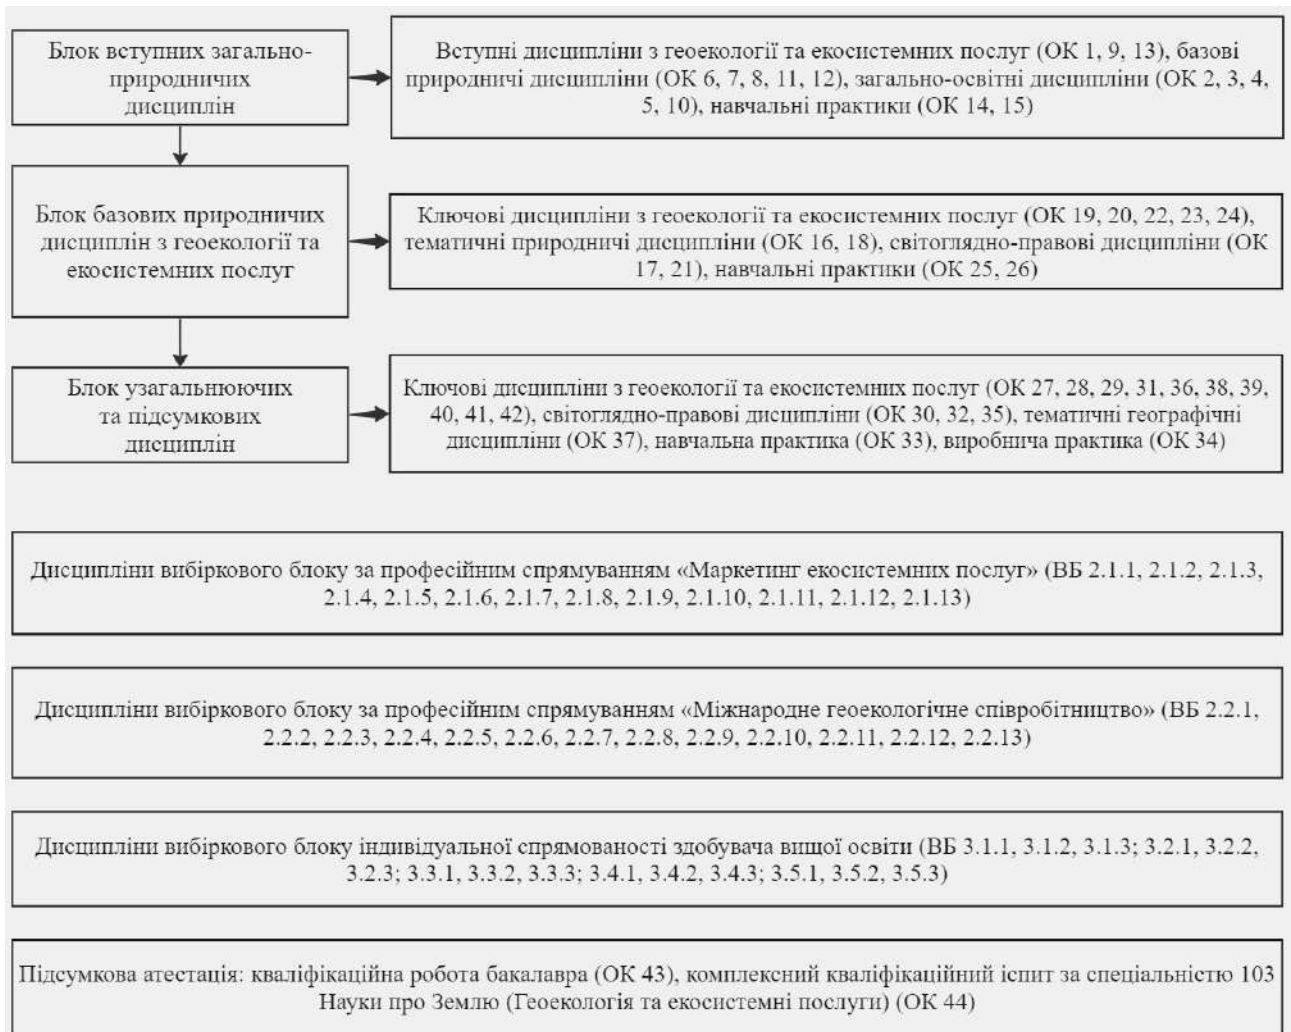 Блок вступних загально-
природничих
дисциплін
Вступні дисципліни з геоекології та екосистемних послуг (ОК 1, 9, 13), базові
природничі дисципліни (ОК 6, 7, 8, 11, 12), загально-освітні дисципліни (ОК 2, 3, 4,
5, 10), навчальні практики (ОК 14, 15)
Блок базових природничих
дисциплін з геоекології та
екосистемних послуг
Ключові дисципліни з геоекології та екосистемних послуг (ОК 19, 20, 22, 23, 24),
тематичні природничі дисципліни (ОК 16, 18), світоглядно-правові дисципліни (ОК
17, 21), навчальні практики (ОК 25, 26)
Блок узагальнюючих
та підсумкових
дисциплін
Ключові дисципліни з геоекології та екосистемних послуг (ОК 27, 28, 29, 31, 36, 38, 39,
40, 41, 42), світоглядно-правові дисципліни (ОК 30, 32, 35), тематичні географічні
дисципліни (ОК 37), навчальна практика (ОК 33), виробнича практика (ОК 34)
Дисципліни вибіркового блоку за професійним спрямуванням «Маркетинг екосистемних послуг» (ВБ 2.1.1, 2.1.2, 2.1.3,
2.1.4, 2.1.5, 2.1.6, 2.1.7, 2.1.8, 2.1.9, 2.1.10, 2.1.11, 2.1.12, 2.1.13)
Дисципліни вибіркового блоку за професійним спрямуванням «Міжнародне геоекологічне співробітництво» (ВБ 2.2.1,
2.2.2, 2.2.3, 2.2.4, 2.2.5, 2.2.6, 2.2.7, 2.2.8, 2.2.9, 2.2.10, 2.2.11, 2.2.12, 2.2.13)
Дисципліни вибіркового блоку індивідуальної спрямованості здобувача вищої освіти (ВБ 3.1.1, 3.1.2, 3.1.3; 3.2.1, 3.2.2,
3.2.3; 3.3.1, 3.3.2, 3.3.3; 3.4.1, 3.4.2, 3.4.3; 3.5.1, 3.5.2, 3.5.3)
Підсумкова атестація: кваліфікаційна робота бакалавра (ОК 43), комплексний кваліфікаційний іспит за спеціальністю 103
Науки про Землю (Геоекологія та екосистемні послуги) (ОК 44)